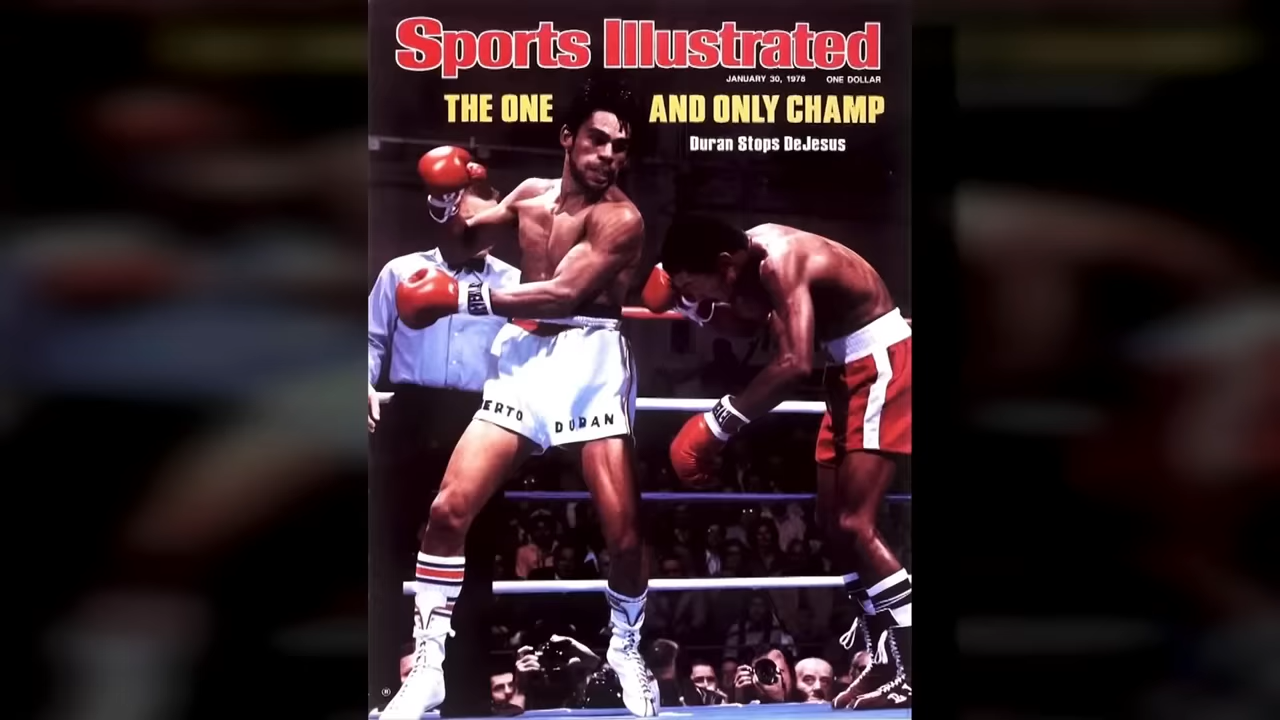 Sports Illustrated
JANUARY 30, 1978 ONE DOLLAR
THE ONE AND ONLY CHAMP
Duran Stops DeJesus
ERTO DURAN